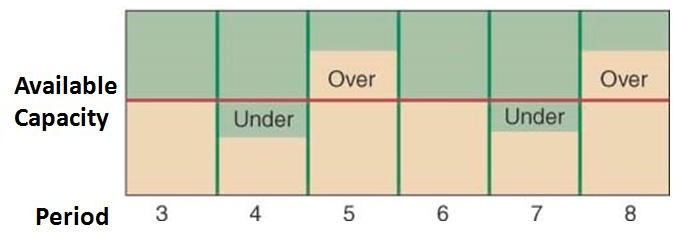 Over
Over
Available
Capacity
Under
Under
Period
3
4
5
6
7
8